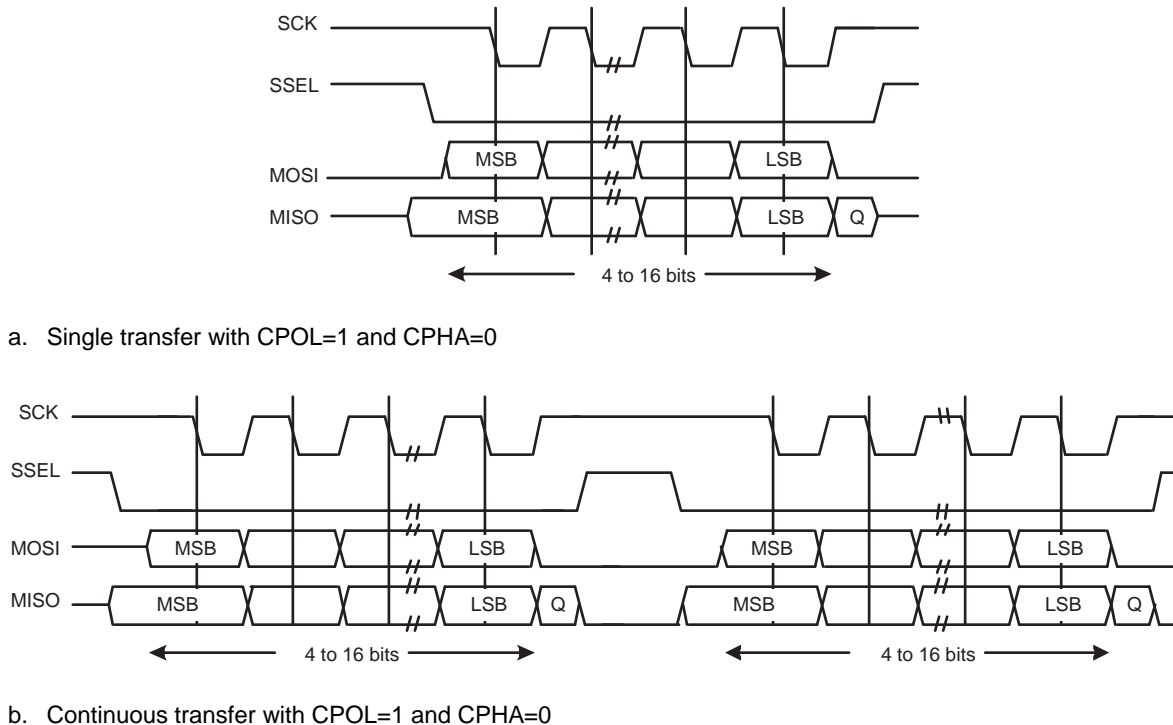 SCK
SSEL
MOSI
MSB LSB
MISO
MSB LSB Q
4 to 16 bits
a. Single transfer with CPOL=1 and CPHA=0
SCK
SSEL
MOSI
MSB LSB MSB LSB
MISO
MSB LSB Q MSB LSB Q
4 to 16 bits 4 to 16 bits
b. Continuous transfer with CPOL=1 and CPHA=0